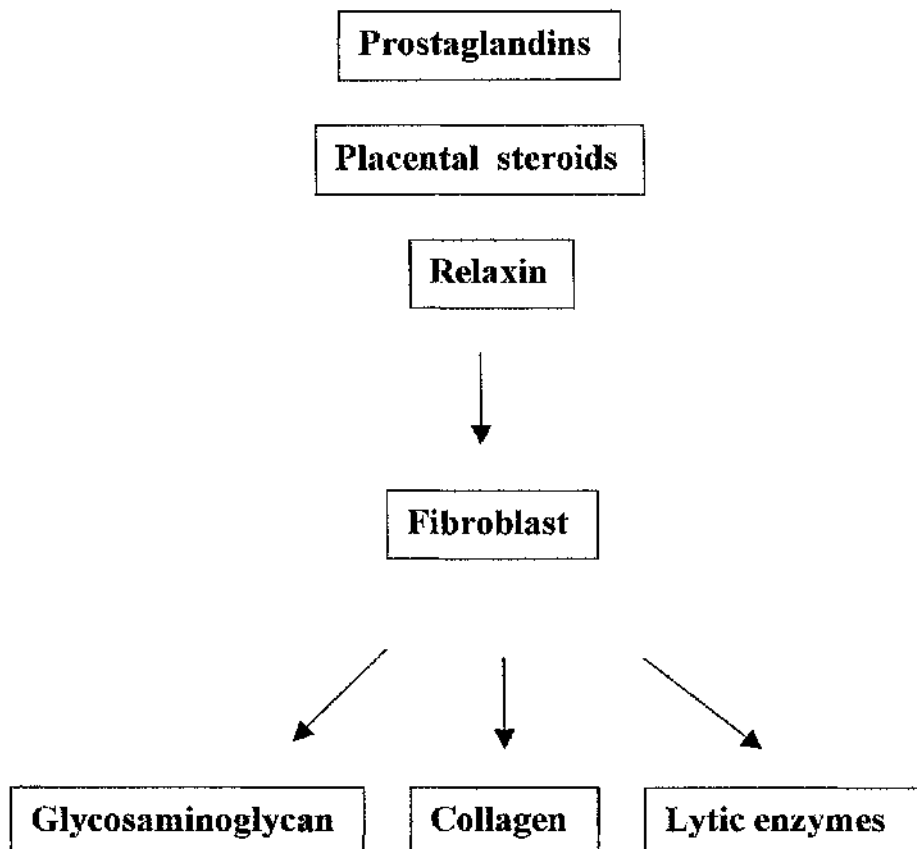 Prostaglandins
Placental steroids
Relaxin
Fibroblast
Glycosaminoglycan Collagen Lytic enzymes